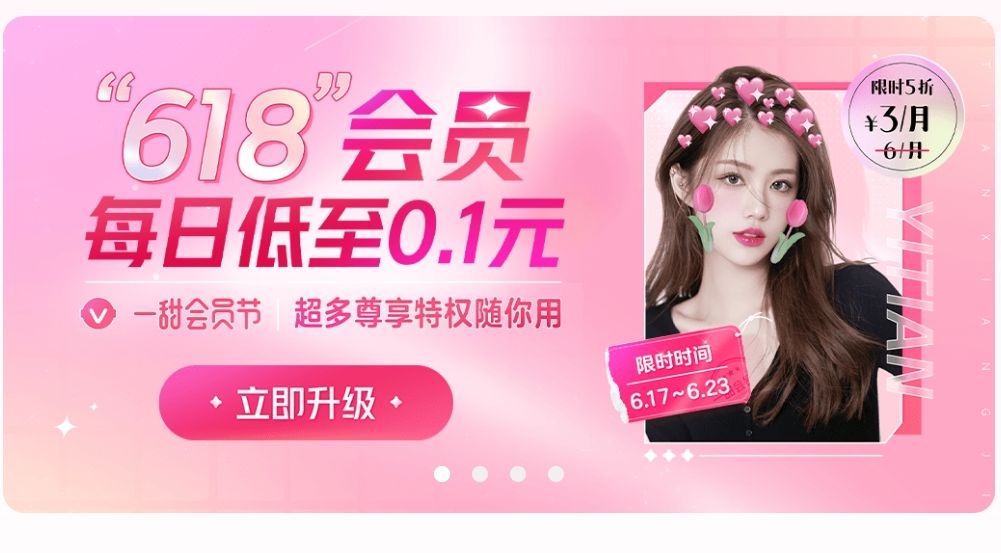 “618”会员
每日低至0.1元
一甜会员节 超多尊享特权随你用
立即升级
限时5折
¥3/月
6/月
限时时间
6.17~6.23
YITIAN